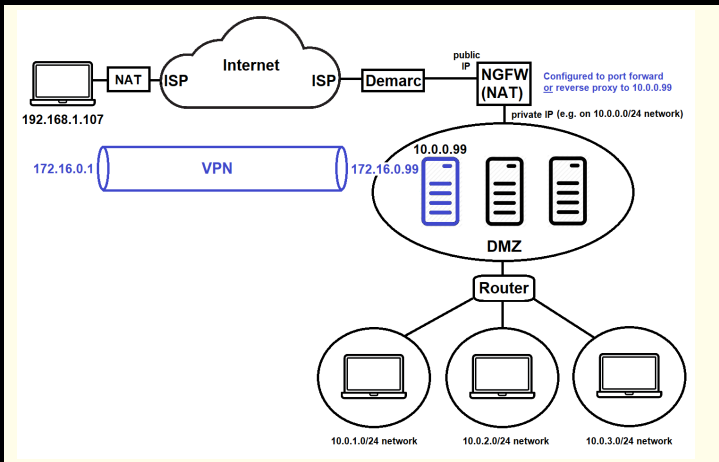 Internet
public
IP
NAT
ISP
ISP
Demarc
NGFW
(NAT)
Configured to port forward
or reverse proxy to 10.0.0.99
192.168.1.107
private IP (e.g. on 10.0.0.0/24 network)
10.0.0.99
172.16.0.1
VPN
172.16.0.99
DMZ
Router
10.0.1.0/24 network
10.0.2.0/24 network
10.0.3.0/24 network